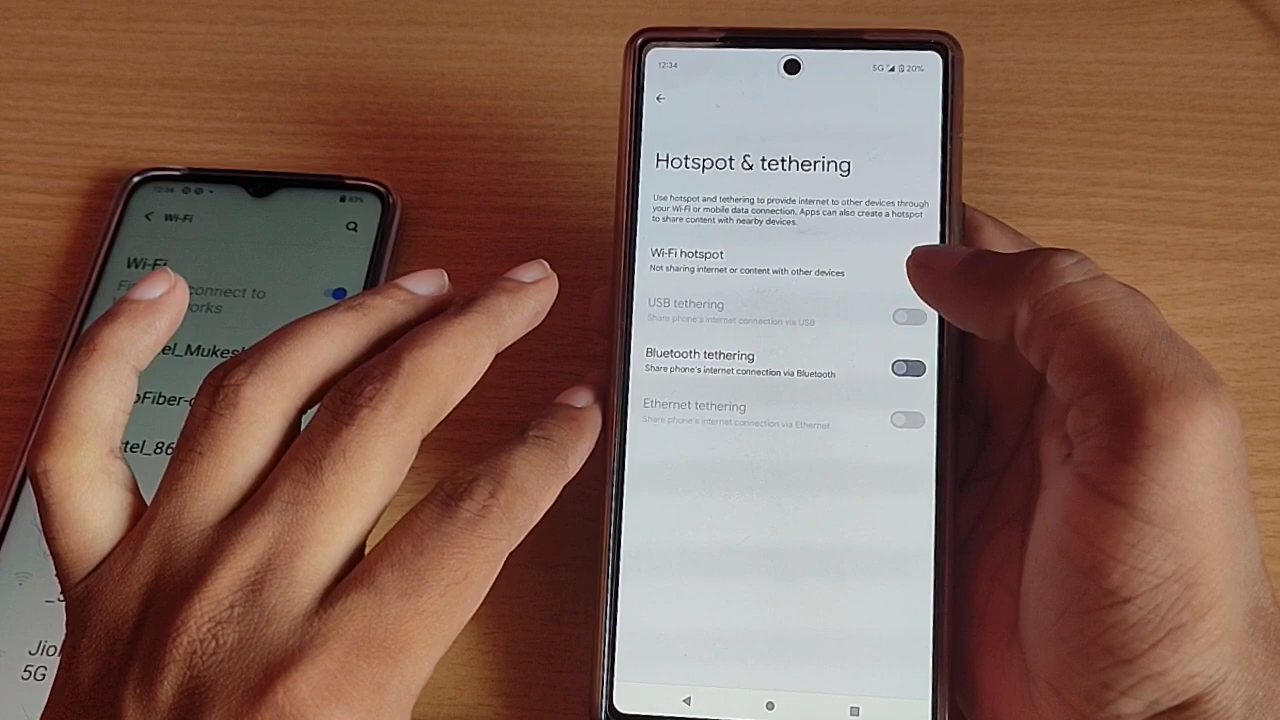 12:34
83%
Wi-Fi
Wi-Fi
connect to
orks
el_Mukes
Fiber-
tel_86
Jio
5G
12:34
5G 20%
Hotspot & tethering
Use hotspot and tethering to provide internet to other devices through
your Wi-Fi or mobile data connection. Apps can also create a hotspot
to share content with nearby devices.
Wi-Fi hotspot
Not sharing internet or content with other devices
USB tethering
Share phone's internet connection via USB
Bluetooth tethering
Share phone's internet connection via Bluetooth
Ethernet tethering
Share phone's internet connection via Ethernet